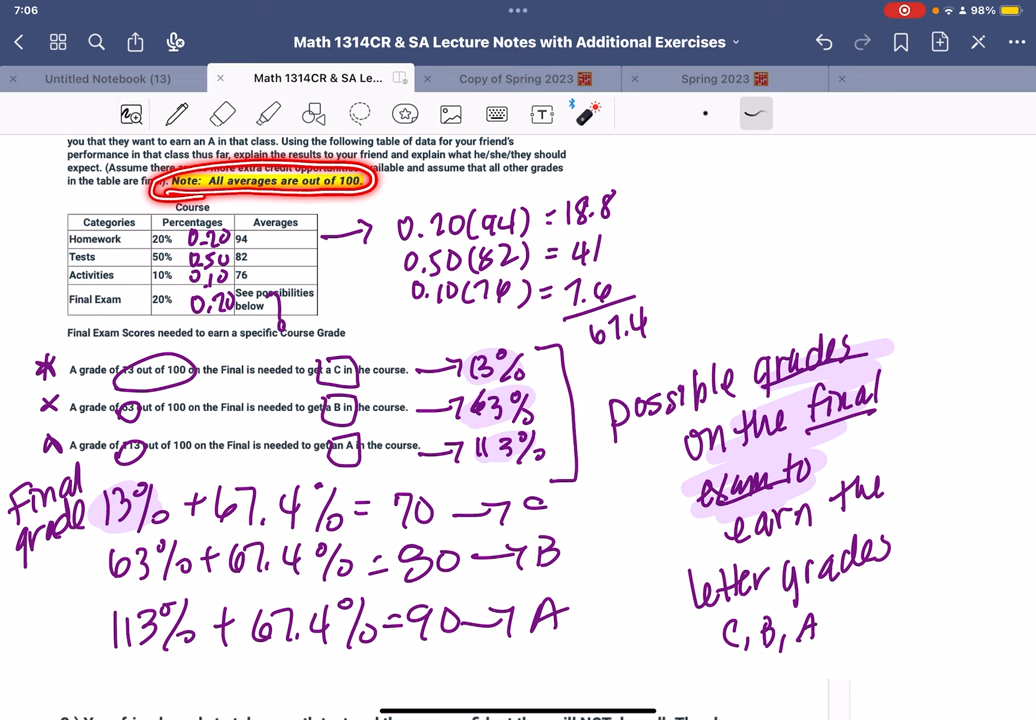 7:06
98%
Math 1314CR & SA Lecture Notes with Additional Exercises
Untitled Notebook (13)
Math 1314CR & SA Le...
Copy of Spring 2023
Spring 2023
you that they want to earn an A in that class. Using the following table of data for your friend's
performance in that class thus far, explain the results to your friend and explain what he/she/they should
expect. (Assume there more extra credit available and assume that all other grades
in the table are Note: All averages are out of 100.
Course
Categories Percentages Averages
Homework 20% 0.20 94
Tests 50% 0.50 82
Activities 10% 0.10 76
Final Exam 20% 0.20 See possibilities
below
0.20(94) = 18.8
0.50(82) = 41
0.10(76) = 7.6
67.4
Final Exam Scores needed to earn a specific Course Grade
A grade of 13 out of 100 on the Final is needed to get a C in the course. → 13%
A grade of 63 out of 100 on the Final is needed to get a B in the course. → 63%
A grade of 113 out of 100 on the Final is needed to get an A in the course. → 113%
possible grades
on the final
exam to
earn the
letter grades
C, B, A
Final
grade
13% + 67.4% = 70 → C
63% + 67.4% = 80 → B
113% + 67.4% = 90 → A